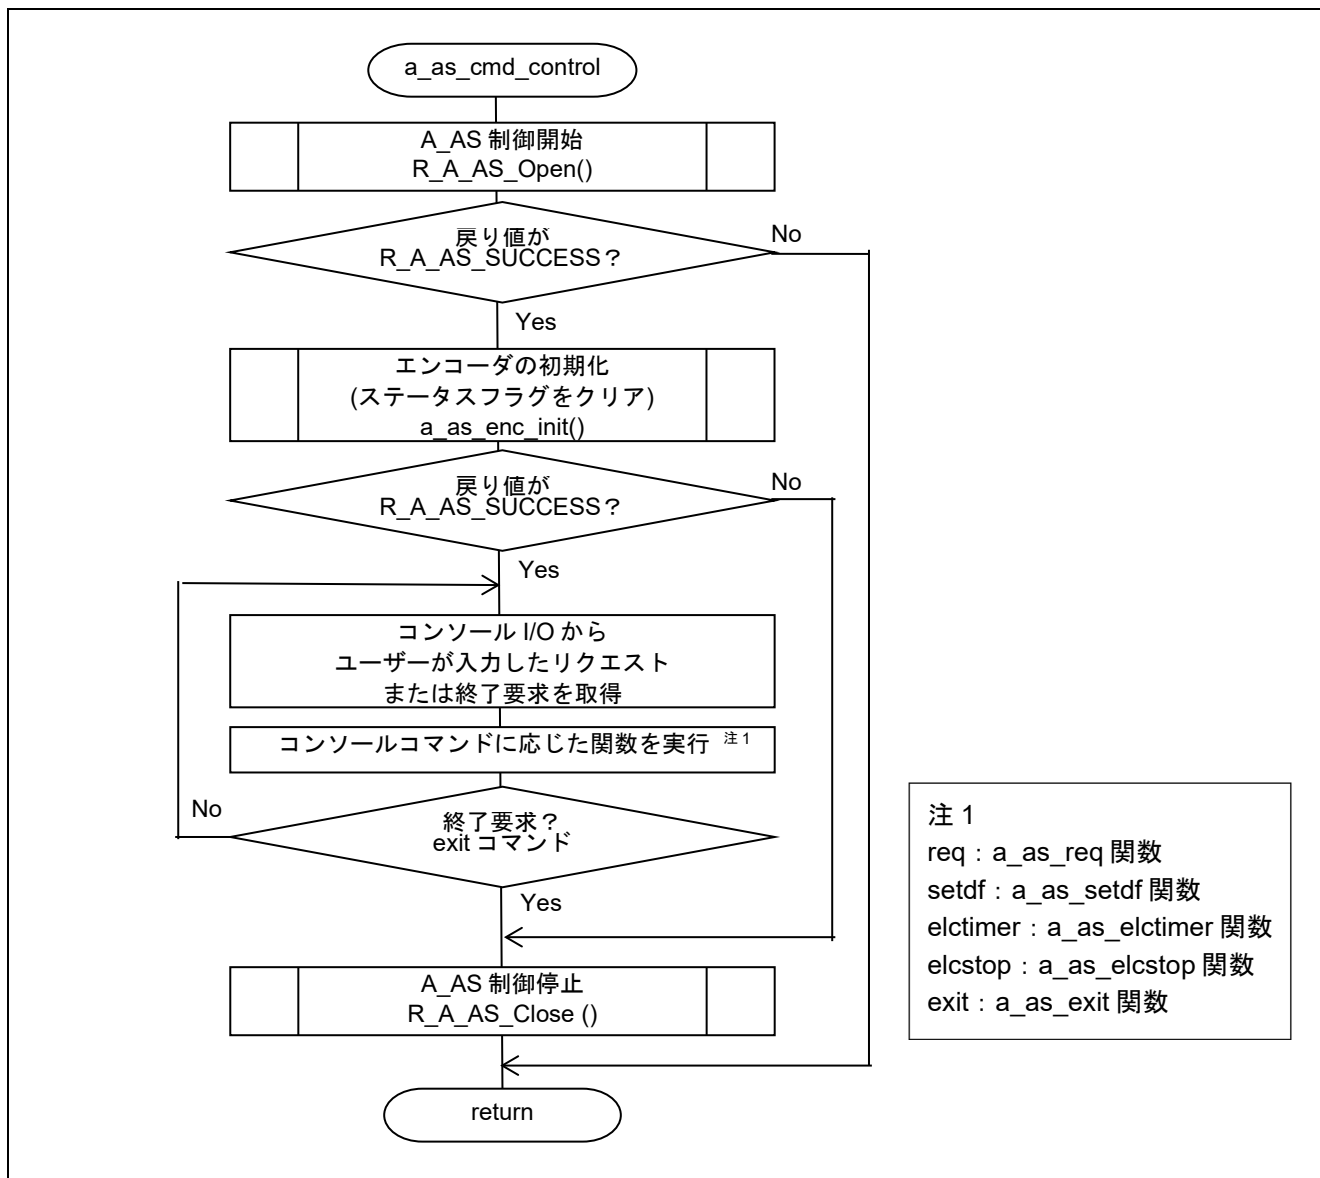 a_as_cmd_control
A_AS 制御開始
R_A_AS_Open()
戻り値が
R_A_AS_SUCCESS？
No
Yes
エンコーダの初期化
(ステータスフラグをクリア)
a_as_enc_init()
戻り値が
R_A_AS_SUCCESS？
No
Yes
コンソール I/O から
ユーザーが入力したリクエスト
または終了要求を取得
コンソールコマンドに応じた関数を実行 注 1
終了要求？
exit コマンド
No
Yes
A_AS 制御停止
R_A_AS_Close ()
return
注 1
req：a_as_req 関数
setdf：a_as_setdf 関数
elctimer：a_as_elctimer 関数
elcstop：a_as_elcstop 関数
exit：a_as_exit 関数